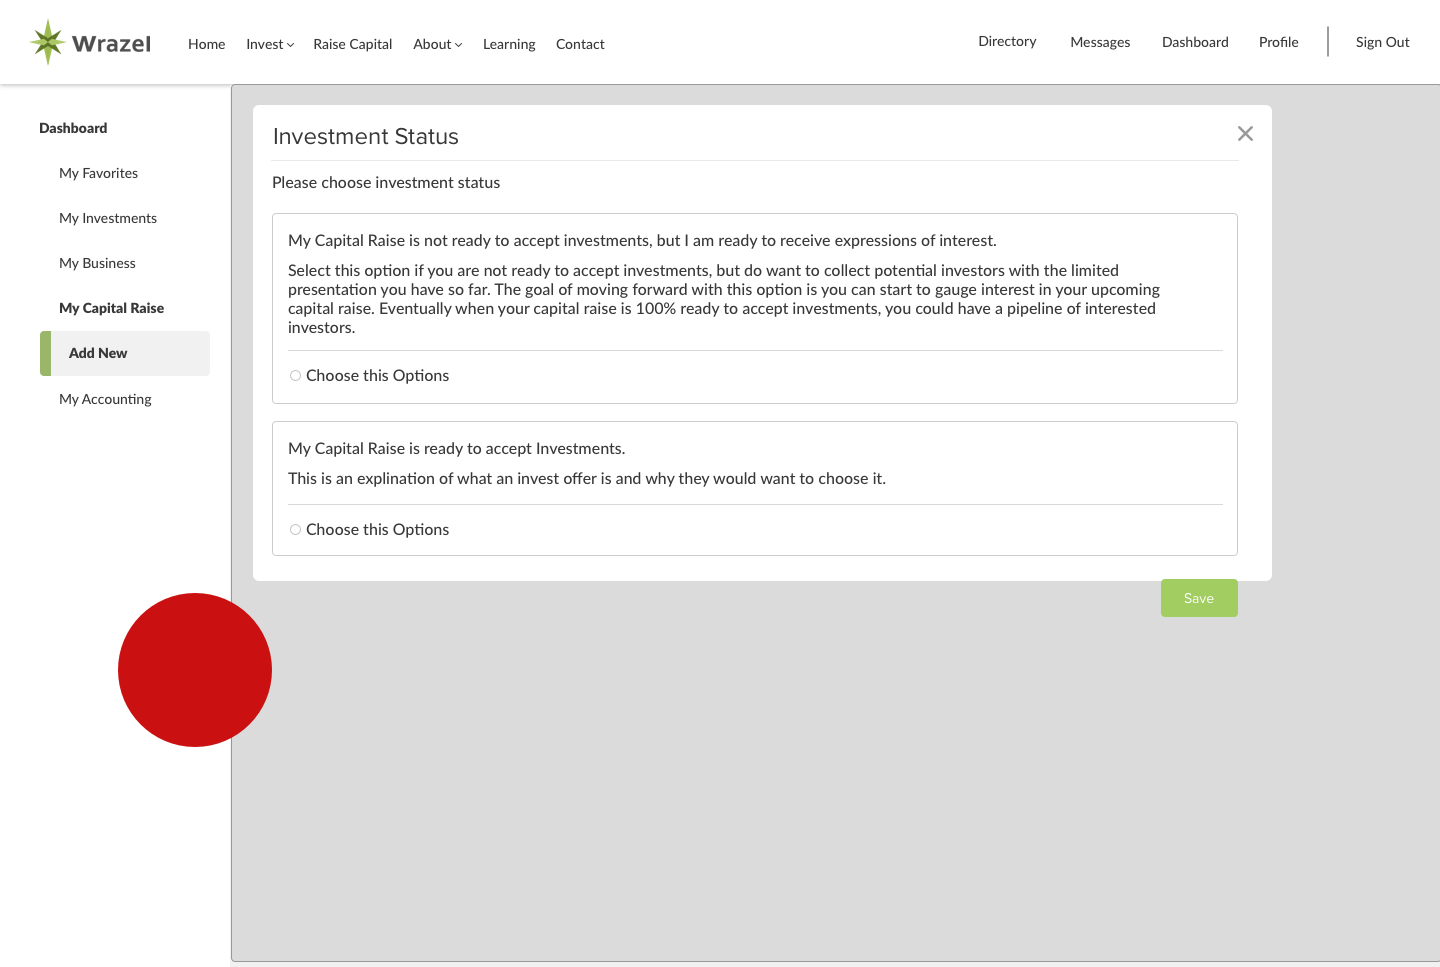 Wrazel
Home Invest Raise Capital About Learning Contact
Directory Messages Dashboard Profile Sign Out
Dashboard
My Favorites
My Investments
My Business
My Capital Raise
Add New
My Accounting
Investment Status
Please choose investment status
My Capital Raise is not ready to accept investments, but I am ready to receive expressions of interest.
Select this option if you are not ready to accept investments, but do want to collect potential investors with the limited
presentation you have so far. The goal of moving forward with this option is you can start to gauge interest in your upcoming
capital raise. Eventually when your capital raise is 100% ready to accept investments, you could have a pipeline of interested
investors.
Choose this Options
My Capital Raise is ready to accept Investments.
This is an explination of what an invest offer is and why they would want to choose it.
Choose this Options
Save